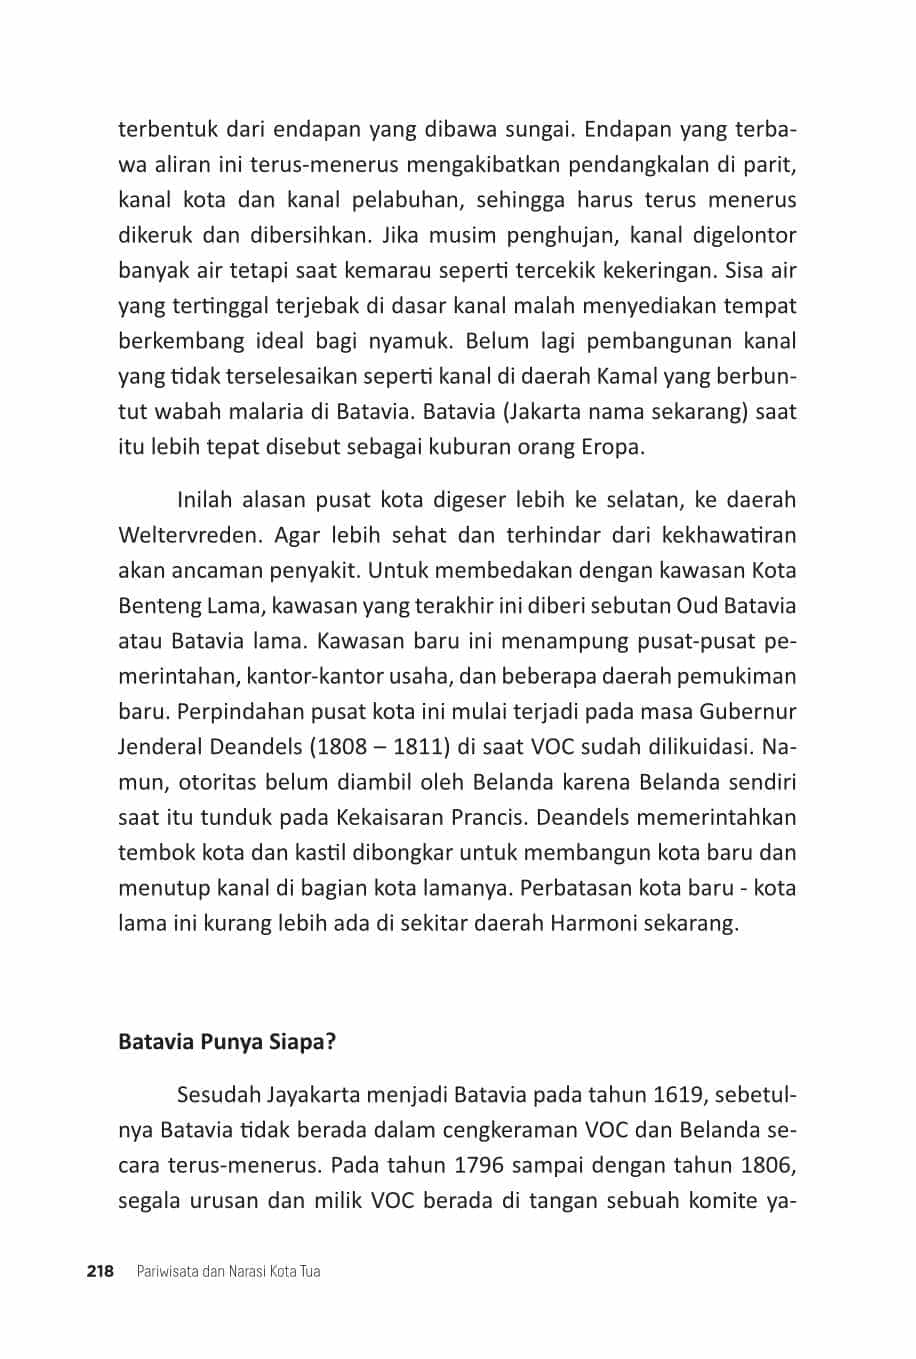 terbentuk dari endapan yang dibawa sungai. Endapan yang terba-
wa aliran ini terus-menerus mengakibatkan pendangkalan di parit,
kanal kota dan kanal pelabuhan, sehingga harus terus menerus
dikeruk dan dibersihkan. Jika musim penghujan, kanal digelontor
banyak air tetapi saat kemarau seperti tercekik kekeringan. Sisa air
yang tertinggal terjebak di dasar kanal malah menyediakan tempat
berkembang ideal bagi nyamuk. Belum lagi pembangunan kanal
yang tidak terselesaikan seperti kanal di daerah Kamal yang berbun-
tut wabah malaria di Batavia. Batavia (Jakarta nama sekarang) saat
itu lebih tepat disebut sebagai kuburan orang Eropa.
Inilah alasan pusat kota digeser lebih ke selatan, ke daerah
Weltervreden. Agar lebih sehat dan terhindar dari kekhawatiran
akan ancaman penyakit. Untuk membedakan dengan kawasan Kota
Benteng Lama, kawasan yang terakhir ini diberi sebutan Oud Batavia
atau Batavia lama. Kawasan baru ini menampung pusat-pusat pe-
merintahan, kantor-kantor usaha, dan beberapa daerah pemukiman
baru. Perpindahan pusat kota ini mulai terjadi pada masa Gubernur
Jenderal Deandels (1808 – 1811) di saat VOC sudah dilikuidasi. Na-
mun, otoritas belum diambil oleh Belanda karena Belanda sendiri
saat itu tunduk pada Kekaisaran Prancis. Deandels memerintahkan
tembok kota dan kastil dibongkar untuk membangun kota baru dan
menutup kanal di bagian kota lamanya. Perbatasan kota baru - kota
lama ini kurang lebih ada di sekitar daerah Harmoni sekarang.
Batavia Punya Siapa?
Sesudah Jayakarta menjadi Batavia pada tahun 1619, sebetul-
nya Batavia tidak berada dalam cengkeraman VOC dan Belanda se-
cara terus-menerus. Pada tahun 1796 sampai dengan tahun 1806,
segala urusan dan milik VOC berada di tangan sebuah komite ya-
218 Pariwisata dan Narasi Kota Tua